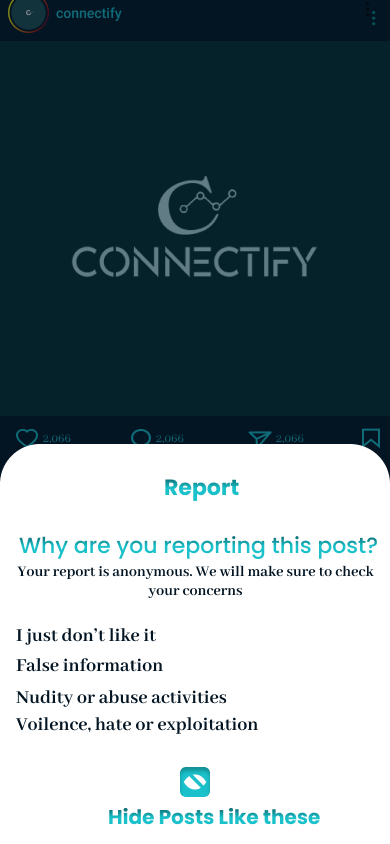 connectify
CONNECTIFY
2,066 2,066 2,066
Report
Why are you reporting this post?
Your report is anonymous. We will make sure to check
your concerns
I just don't like it
False information
Nudity or abuse activities
Voilence, hate or exploitation
Hide Posts Like these